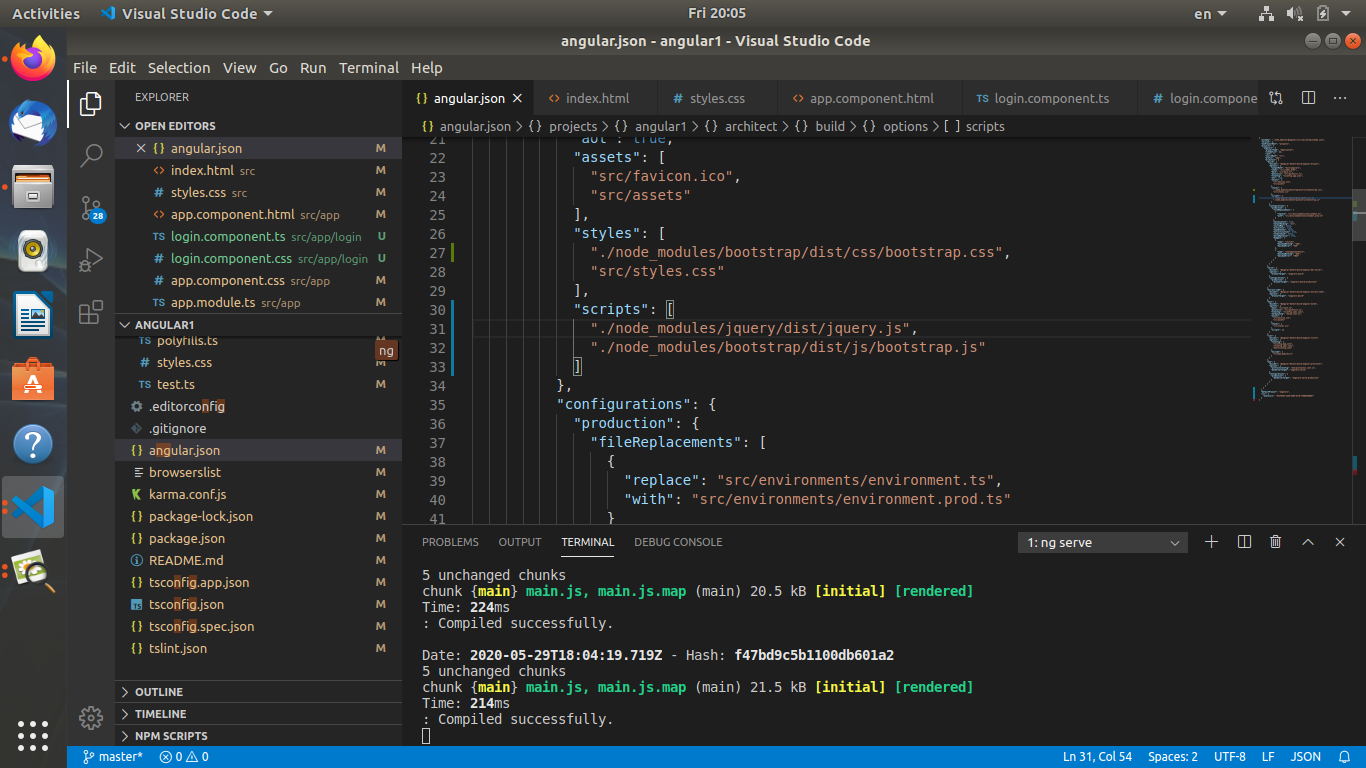 Activities
Visual Studio Code
Fri 20:05
en
angular.json - angular1 - Visual Studio Code
File Edit Selection View Go Run Terminal Help
EXPLORER
OPEN EDITORS
angular.json M
index.html src M
styles.css src M
app.component.html src/app M
login.component.ts src/app/login U
login.component.css src/app/login U
app.component.css src/app M
app.module.ts src/app M
28
ANGULAR1
polyfills.ts M
ng
styles.css M
test.ts M
.editorconfig
.gitignore
angular.json M
browserslist M
karma.conf.js M
package-lock.json M
package.json M
README.md M
tsconfig.app.json M
tsconfig.json M
tsconfig.spec.json M
tslint.json M
OUTLINE
TIMELINE
NPM SCRIPTS
angular.json index.html styles.css app.component.html login.component.ts login.compone
angular.json > projects > angular1 > architect > build > options > [ ] scripts
21 "aot": true,
22 "assets": [
23 "src/favicon.ico",
24 "src/assets"
25 ],
26 "styles": [
27 "./node_modules/bootstrap/dist/css/bootstrap.css",
28 "src/styles.css"
29 ],
30 "scripts": [
31 "./node_modules/jquery/dist/jquery.js",
32 "./node_modules/bootstrap/dist/js/bootstrap.js"
33 ]
34 },
35 "configurations": {
36 "production": {
37 "fileReplacements": [
38 {
39 "replace": "src/environments/environment.ts",
40 "with": "src/environments/environment.prod.ts"
41 }
PROBLEMS OUTPUT TERMINAL DEBUG CONSOLE
1: ng serve
5 unchanged chunks
chunk {main} main.js, main.js.map (main) 20.5 kB [initial] [rendered]
Time: 224ms
: Compiled successfully.
Date: 2020-05-29T18:04:19.719Z - Hash: f47bd9c5b1100db601a2
5 unchanged chunks
chunk {main} main.js, main.js.map (main) 21.5 kB [initial] [rendered]
Time: 214ms
: Compiled successfully.
master* 0 0 Ln 31, Col 54 Spaces: 2 UTF-8 LF JSON